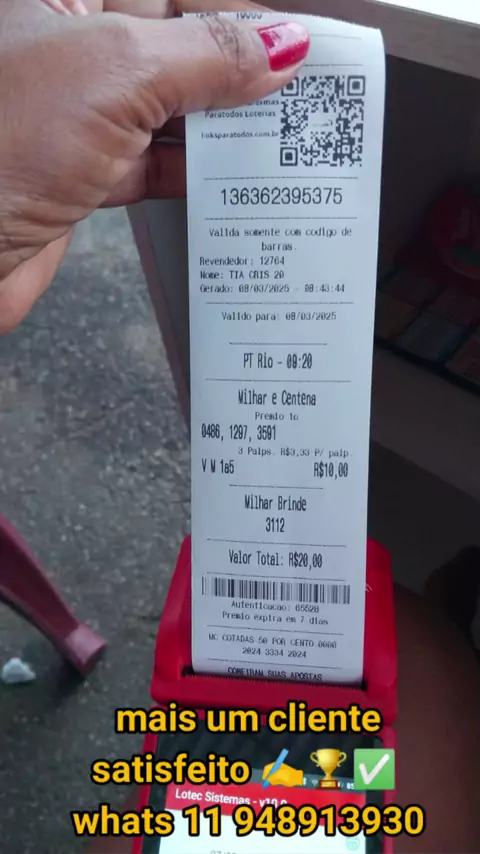 Paratodos Loterias
linksparatodos.com.br
136362395375
Valida somente com codigo de
barras.
Revendedor: 12764
Nome: TIA CRIS 20
Gerado: 08/03/2025 - 08:43:44
Valido para: 08/03/2025
PT Rio - 09:20
Milhar e Centena
Premio 1o
0486, 1297, 3591
3 Palps. R$3,33 P/ palp.
V M 1a5 R$10,00
Milhar Brinde
3112
Valor Total: R$20,00
Autenticacao: 65528
Premio expira em 7 dias
MC COTADAS 50 POR CENTO 0000
2024 3334 2024
CONFIRAM SUAS APOSTAS
mais um cliente
satisfeito ✍️🏆✅
Lotec Sistemas - v10.0
whats 11 948913930